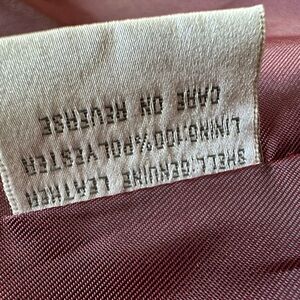 SHELL:GENUINE LEATHER
LINING:100%POLYESTER
CARE ON REVERSE